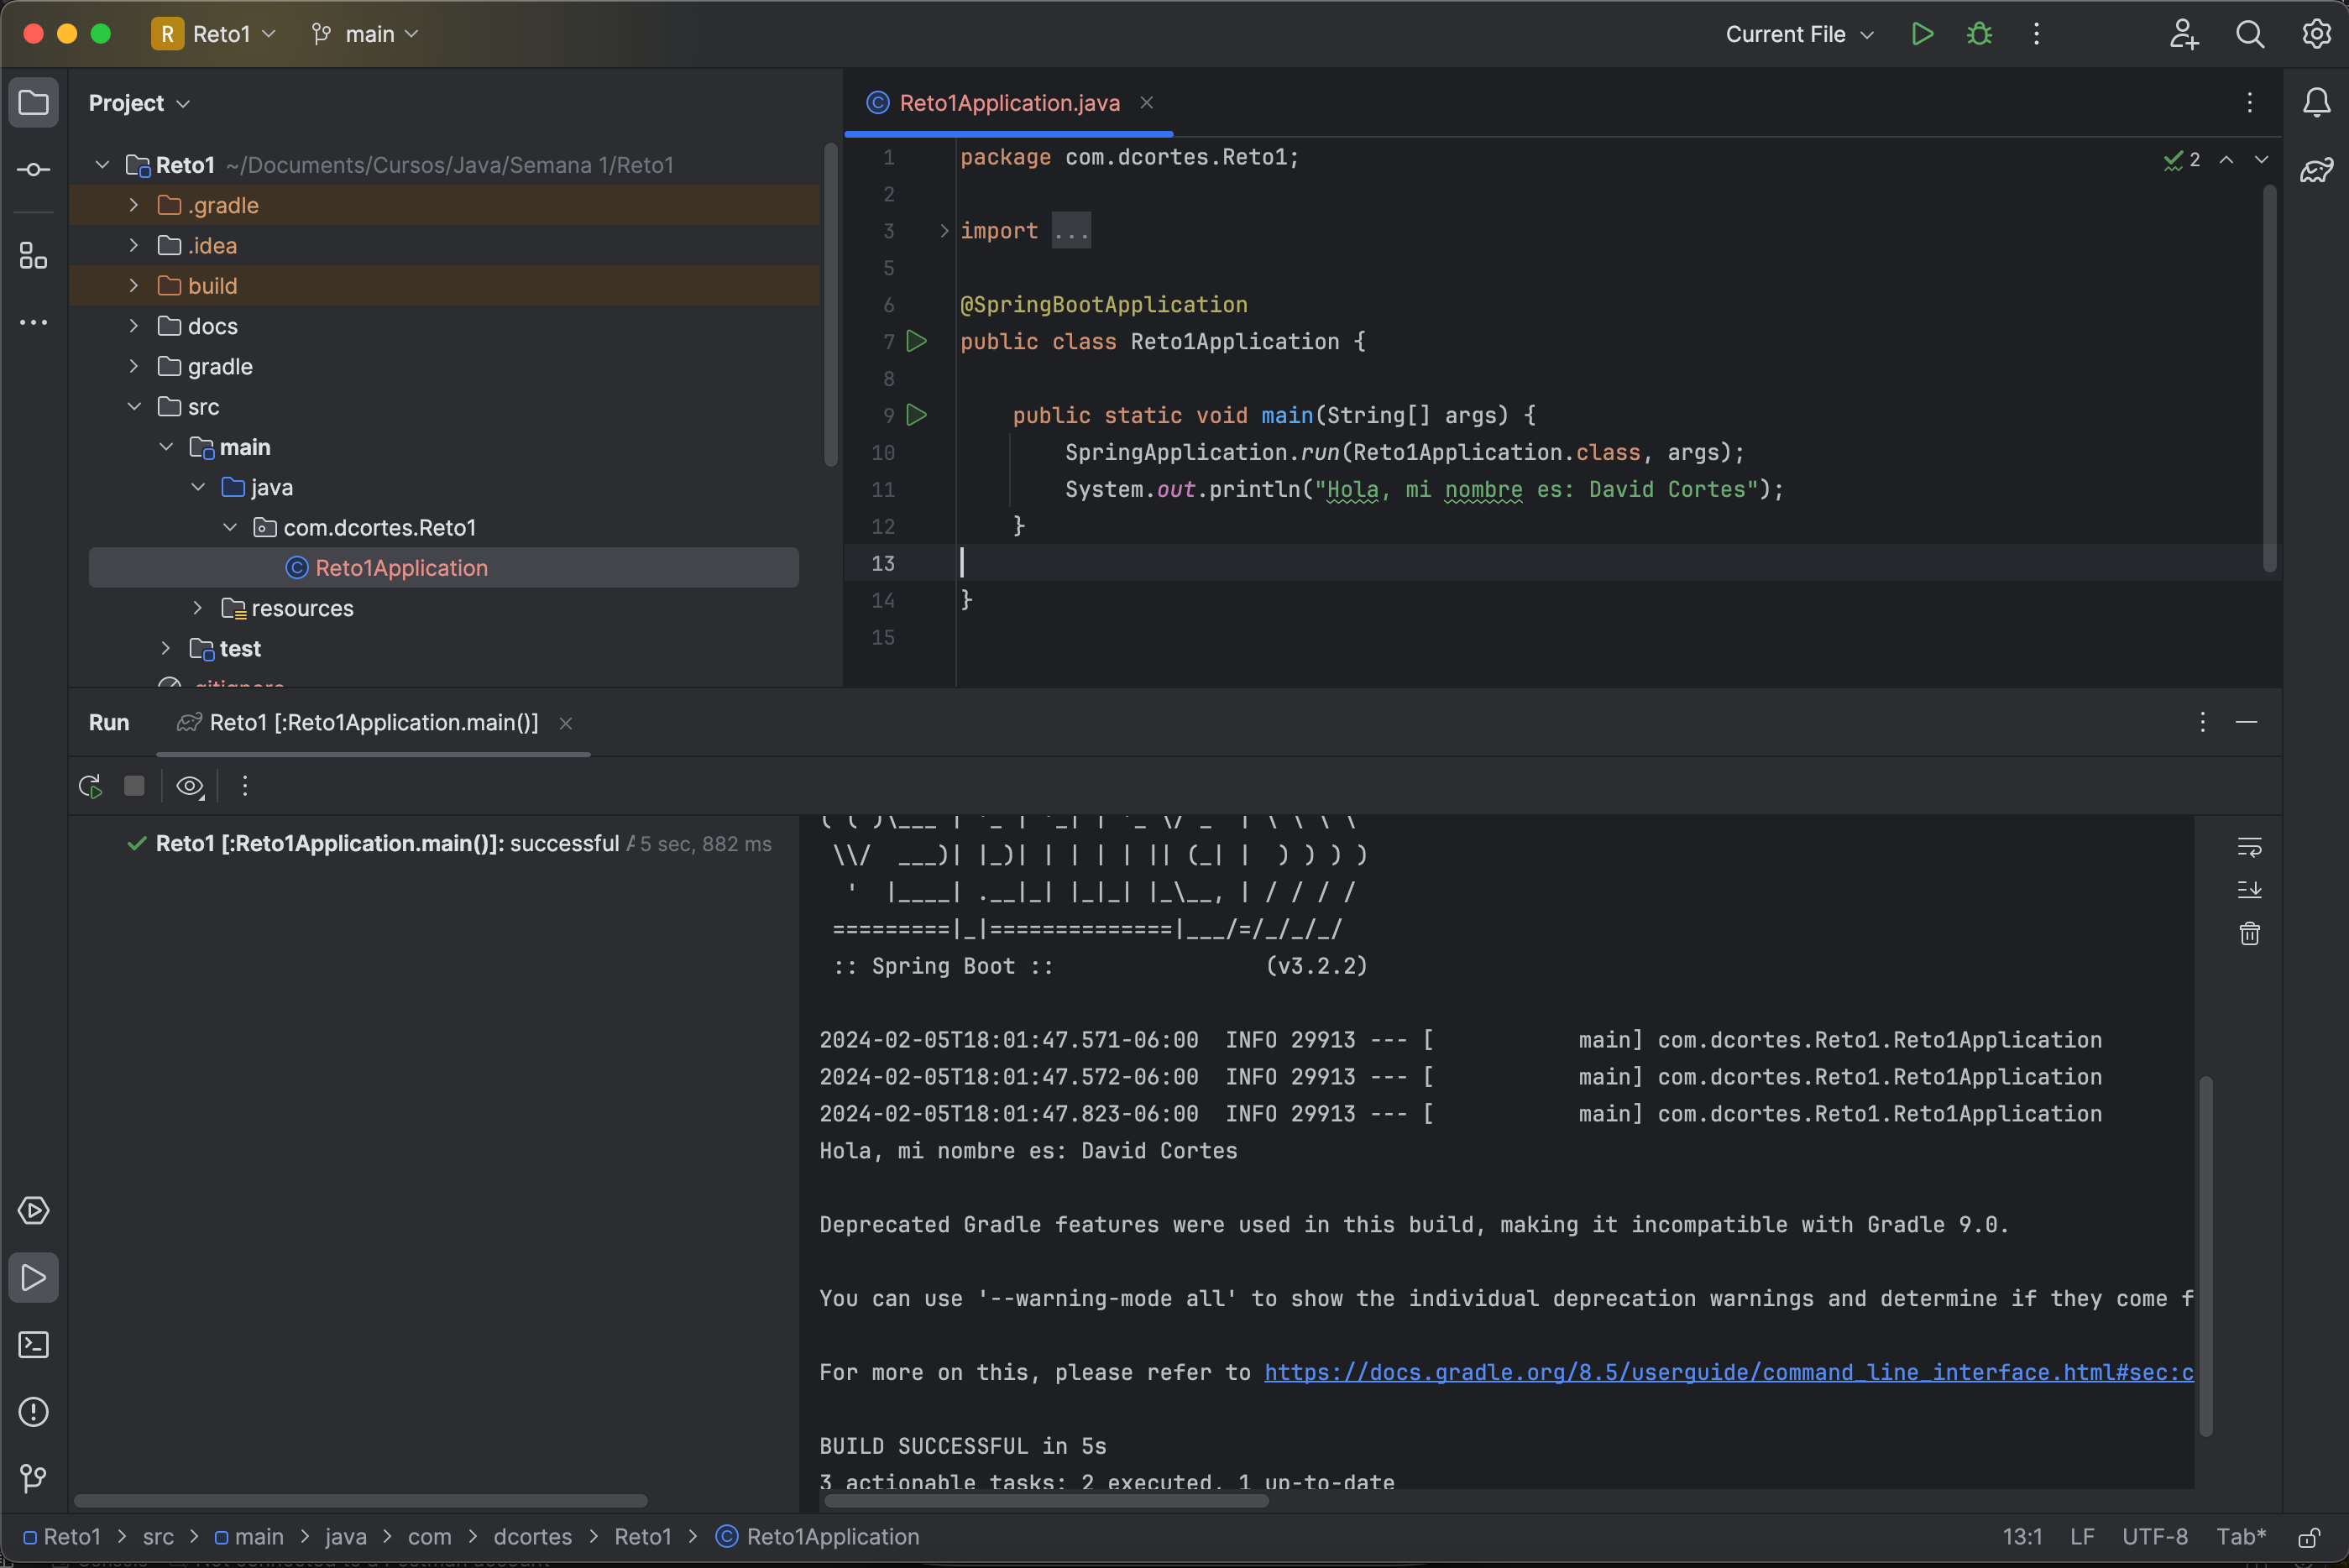 R Reto1 main Current File
Project
Reto1 ~/Documents/Cursos/Java/Semana 1/Reto1
.gradle
.idea
build
docs
gradle
src
main
java
com.dcortes.Reto1
Reto1Application
resources
test
.gitignore
Reto1Application.java
1 package com.dcortes.Reto1;
2
3 import ...
5
6 @SpringBootApplication
7 public class Reto1Application {
8
9 public static void main(String[] args) {
10 SpringApplication.run(Reto1Application.class, args);
11 System.out.println("Hola, mi nombre es: David Cortes");
12 }
13
14 }
15
2
Run Reto1 [:Reto1Application.main()]
Reto1 [:Reto1Application.main()]: successful 5 sec, 882 ms
( ( )\___ | '_ | '_| | '_ \/ _` | \ \ \ \
\\/  ___)| |_)| | | | | || (_| |  ) ) ) )
'  |____| .__|_| |_|_| |_\__, | / / / /
=========|_|==============|___/=/_/_/_/
:: Spring Boot :: (v3.2.2)
2024-02-05T18:01:47.571-06:00 INFO 29913 --- [ main] com.dcortes.Reto1.Reto1Application
2024-02-05T18:01:47.572-06:00 INFO 29913 --- [ main] com.dcortes.Reto1.Reto1Application
2024-02-05T18:01:47.823-06:00 INFO 29913 --- [ main] com.dcortes.Reto1.Reto1Application
Hola, mi nombre es: David Cortes
Deprecated Gradle features were used in this build, making it incompatible with Gradle 9.0.
You can use '--warning-mode all' to show the individual deprecation warnings and determine if they come f
For more on this, please refer to https://docs.gradle.org/8.5/userguide/command_line_interface.html#sec:c
BUILD SUCCESSFUL in 5s
3 actionable tasks: 2 executed, 1 up-to-date
Reto1 > src > main > java > com > dcortes > Reto1 > Reto1Application
13:1 LF UTF-8 Tab*